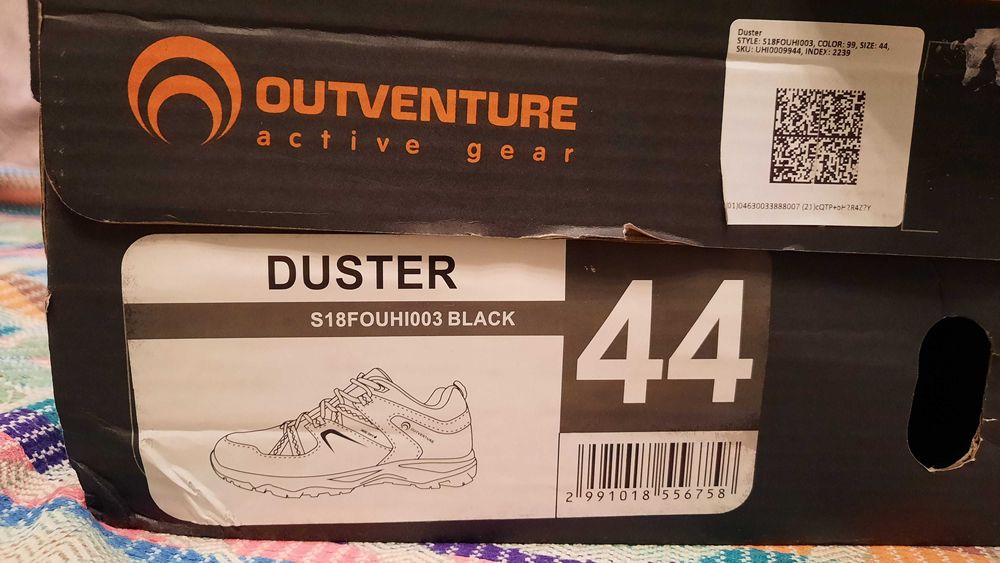 OUTVENTURE
active gear
Duster
STYLE: S18FOUHI003, COLOR: 99, SIZE: 44,
SKU: UHI0009944, INDEX: 2239
DUSTER
S18FOUHI003 BLACK
44
OUTVENTURE
2 991018 556758